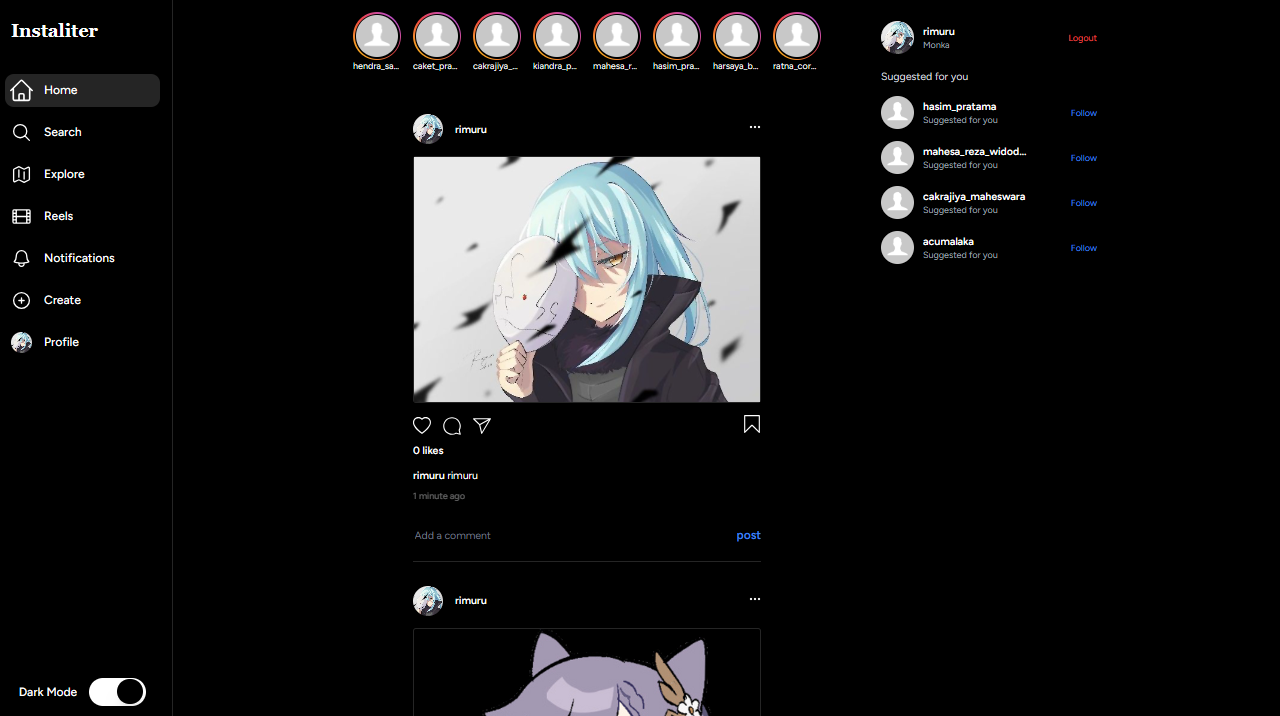 Instaliter
Home
Search
Explore
Reels
Notifications
Create
Profile
Dark Mode
hendra_sa...
caket_pra...
cakrajiya_...
kiandra_p...
mahesa_r...
hasim_pra...
harsaya_b...
ratna_cor...
rimuru
0 likes
rimuru rimuru
1 minute ago
Add a comment
post
rimuru
rimuru
Monka
Logout
Suggested for you
hasim_pratama
Suggested for you
Follow
mahesa_reza_widod...
Suggested for you
Follow
cakrajiya_maheswara
Suggested for you
Follow
acumalaka
Suggested for you
Follow